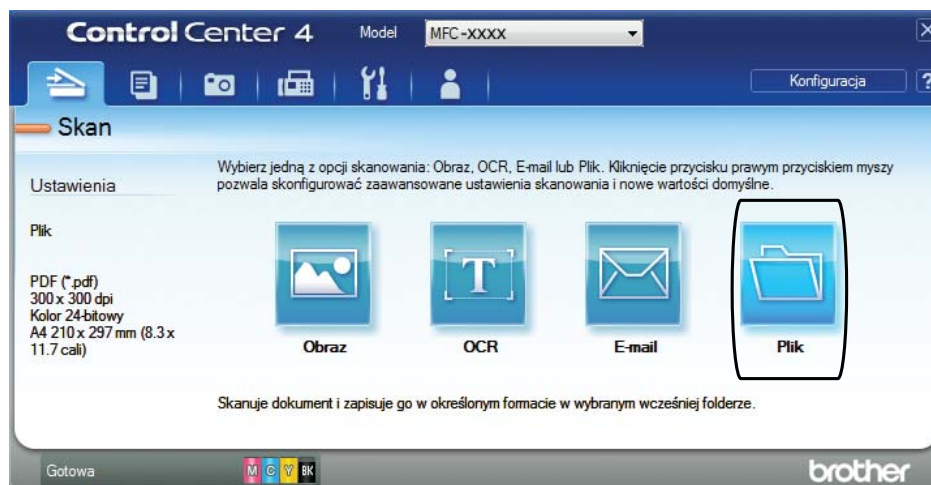 Control Center 4
Model
MFC-XXXX
Konfiguracja
?
Skan
Ustawienia
Plik
PDF (*.pdf)
300 x 300 dpi
Kolor 24-bitowy
A4 210 x 297 mm (8.3 x
11.7 cali)
Wybierz jedną z opcji skanowania: Obraz, OCR, E-mail lub Plik. Kliknięcie przycisku prawym przyciskiem myszy
pozwala skonfigurować zaawansowane ustawienia skanowania i nowe wartości domyślne.
T
Obraz
OCR
E-mail
Plik
Skanuje dokument i zapisuje go w określonym formacie w wybranym wcześniej folderze.
Gotowa
M C Y BK
brother